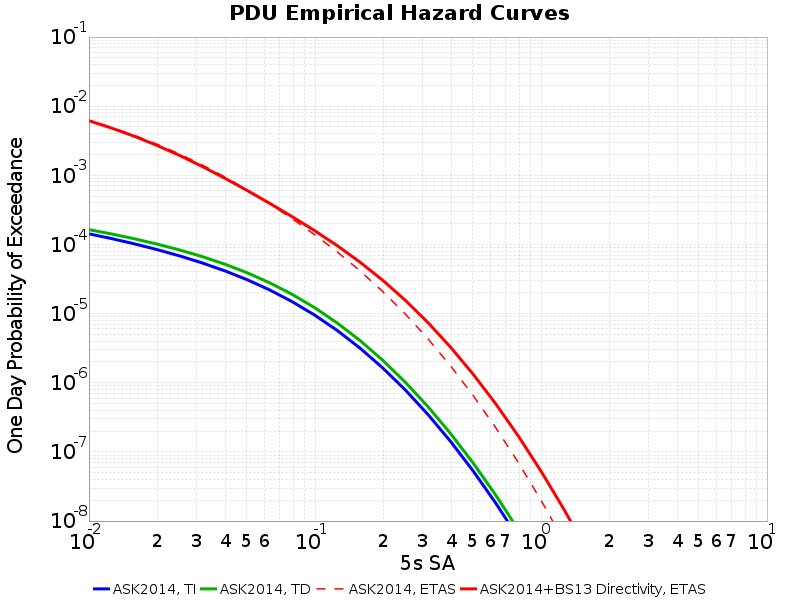 PDU Empirical Hazard Curves
One Day Probability of Exceedance
10-1
10-2
10-3
10-4
10-5
10-6
10-7
10-8
10-2 2 3 4 5 6 10-1 2 3 4 5 6 7 100 2 3 4 5 6 7 101
5s SA
ASK2014, TI ASK2014, TD ASK2014, ETAS ASK2014+BS13 Directivity, ETAS